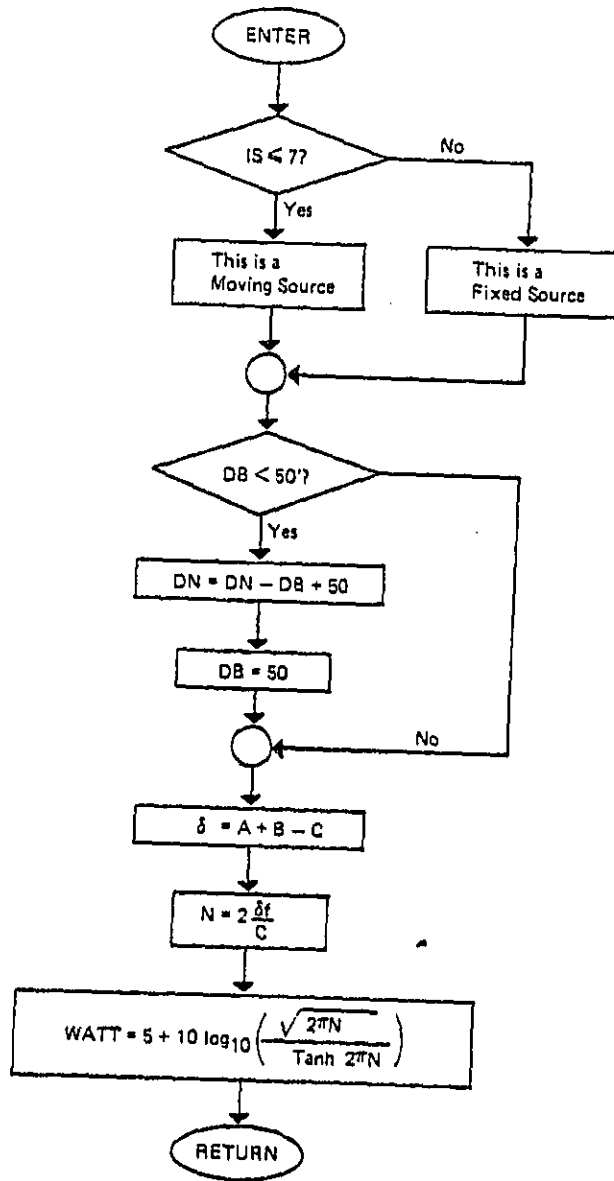 ENTER
IS ≤ 7?
No
Yes
This is a
Moving Source
This is a
Fixed Source
DB < 50'?
Yes
DN = DN − DB + 50
DB = 50
No
δ = A + B − C
N = 2 δf/C
WATT = 5 + 10 log₁₀ (√2πN / Tanh 2πN)
RETURN